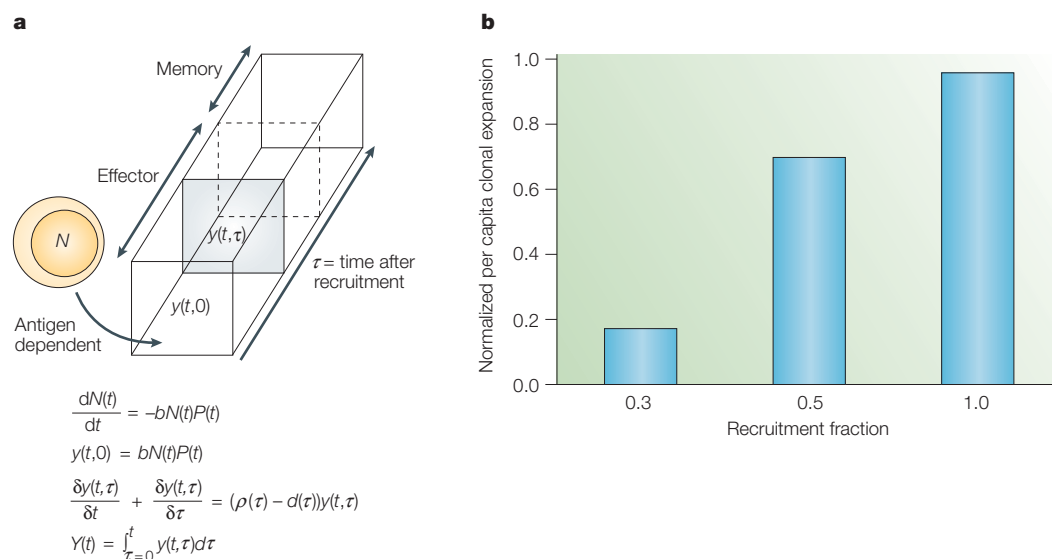 a
Memory
Effector
N
y(t,τ)
τ = time after
recruitment
y(t,0)
Antigen
dependent
dN(t)/dt = –bN(t)P(t)
y(t,0) = bN(t)P(t)
δy(t,τ)/δt + δy(t,τ)/δτ = (ρ(τ) – d(τ))y(t,τ)
Y(t) = ∫_{τ=0}^{t} y(t,τ)dτ
b
Normalized per capita clonal expansion
1.0
0.8
0.6
0.4
0.2
0.0
0.3 0.5 1.0
Recruitment fraction